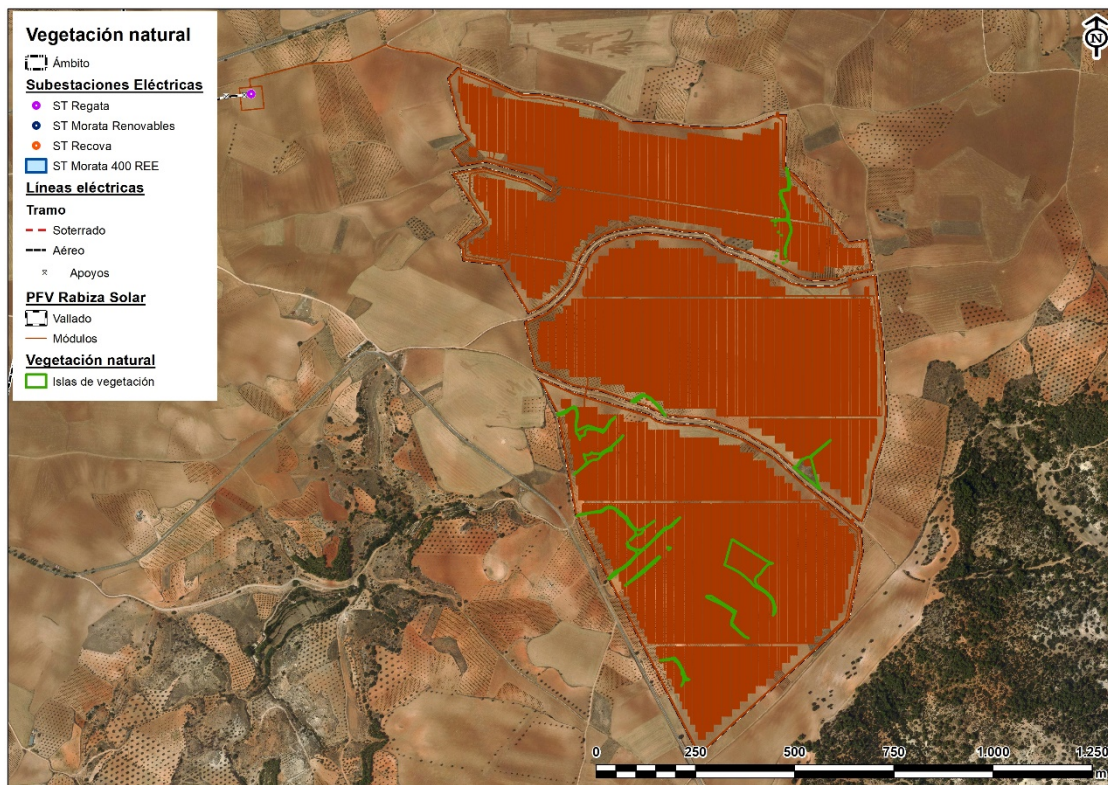 Vegetación natural
Ámbito
Subestaciones Eléctricas
ST Regata
ST Morata Renovables
ST Recova
ST Morata 400 REE
Líneas eléctricas
Tramo
Soterrado
Aéreo
Apoyos
PFV Rabiza Solar
Vallado
Módulos
Vegetación natural
Islas de vegetación
N
0 250 500 750 1.000 1.250
m